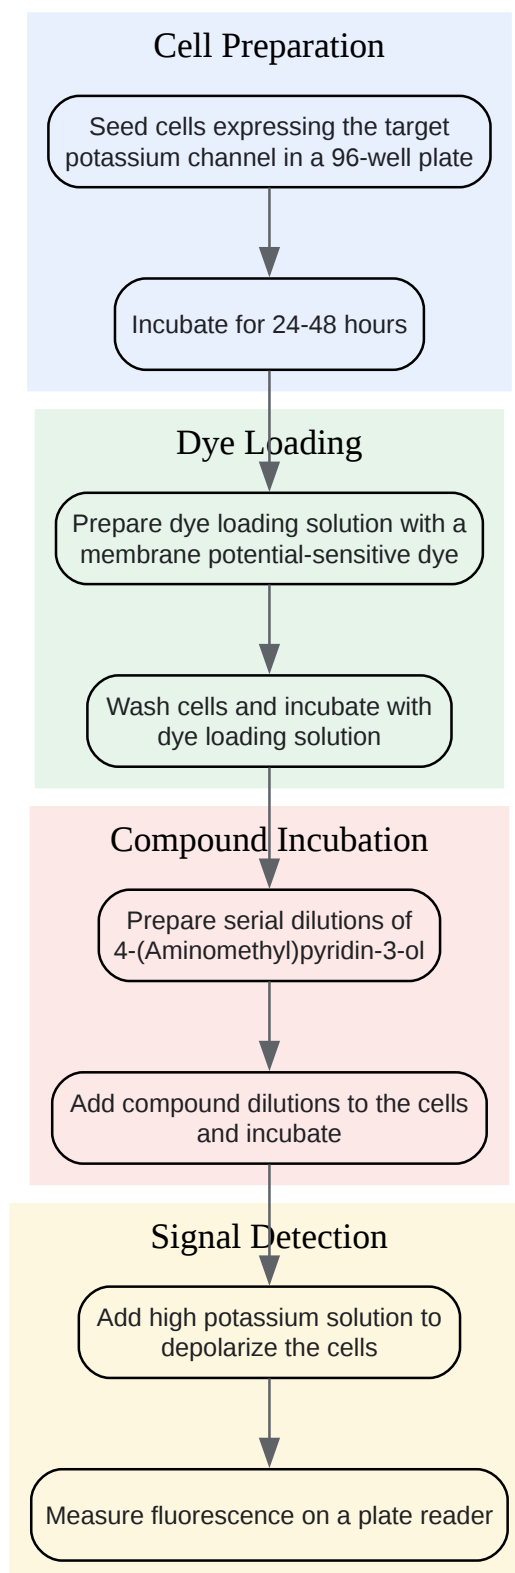 Cell Preparation
Seed cells expressing the target
potassium channel in a 96-well plate
Incubate for 24-48 hours
Dye Loading
Prepare dye loading solution with a
membrane potential-sensitive dye
Wash cells and incubate with
dye loading solution
Compound Incubation
Prepare serial dilutions of
4-(Aminomethyl)pyridin-3-ol
Add compound dilutions to the cells
and incubate
Signal Detection
Add high potassium solution to
depolarize the cells
Measure fluorescence on a plate reader